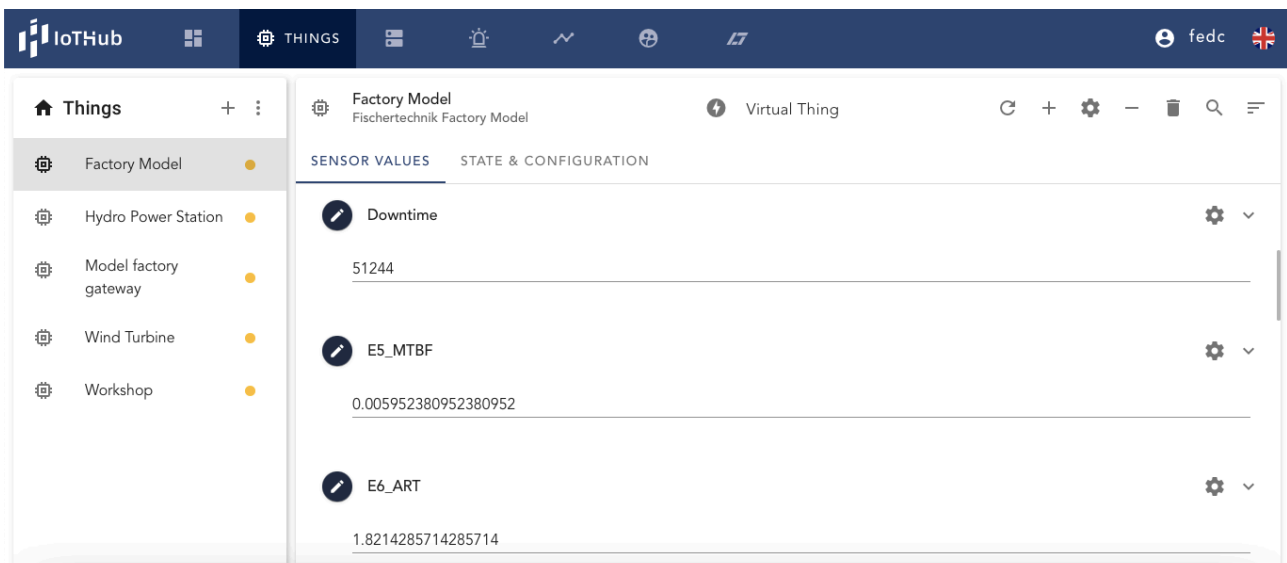 IoTHub
THINGS
fedc
Things
Factory Model
Hydro Power Station
Model factory
gateway
Wind Turbine
Workshop
Factory Model
Fischertechnik Factory Model
Virtual Thing
SENSOR VALUES
STATE & CONFIGURATION
Downtime
51244
E5_MTBF
0.005952380952380952
E6_ART
1.8214285714285714